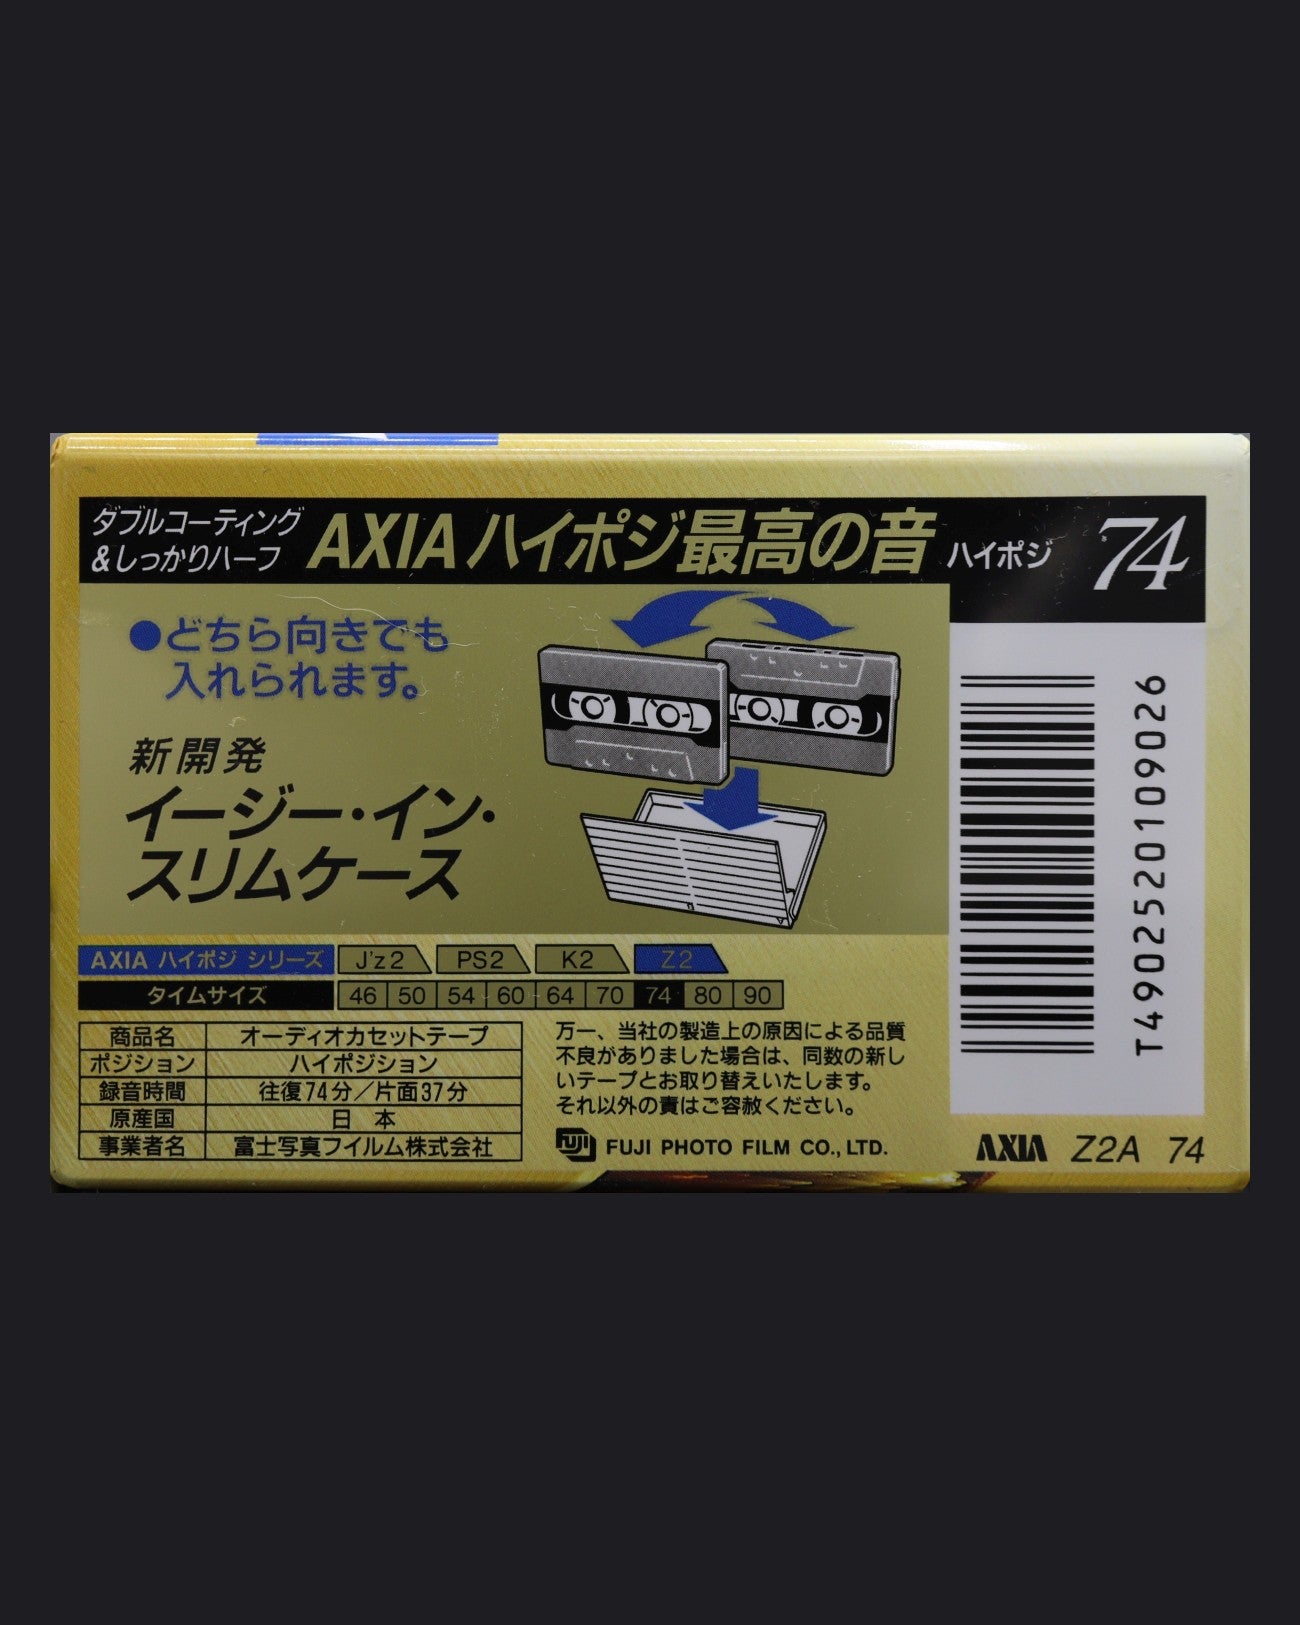 ダブルコーティング
&しっかりハーフ
AXIAハイポジ最高の音
ハイポジ 74
●どちら向きでも
入れられます。
新開発
イージー・イン・
スリムケース
T4902520109026
AXIA ハイポジ シリーズ J'z2 PS2 K2 Z2
タイムサイズ 46 50 54 60 64 70 74 80 90
商品名 オーディオカセットテープ
ポジション ハイポジション
録音時間 往復74分/片面37分
原産国 日本
事業者名 富士写真フイルム株式会社
万一、当社の製造上の原因による品質
不良がありました場合は、同数の新し
いテープとお取り替えいたします。
それ以外の責はご容赦ください。
FUJI FUJI PHOTO FILM CO., LTD.
AXIA Z2A 74